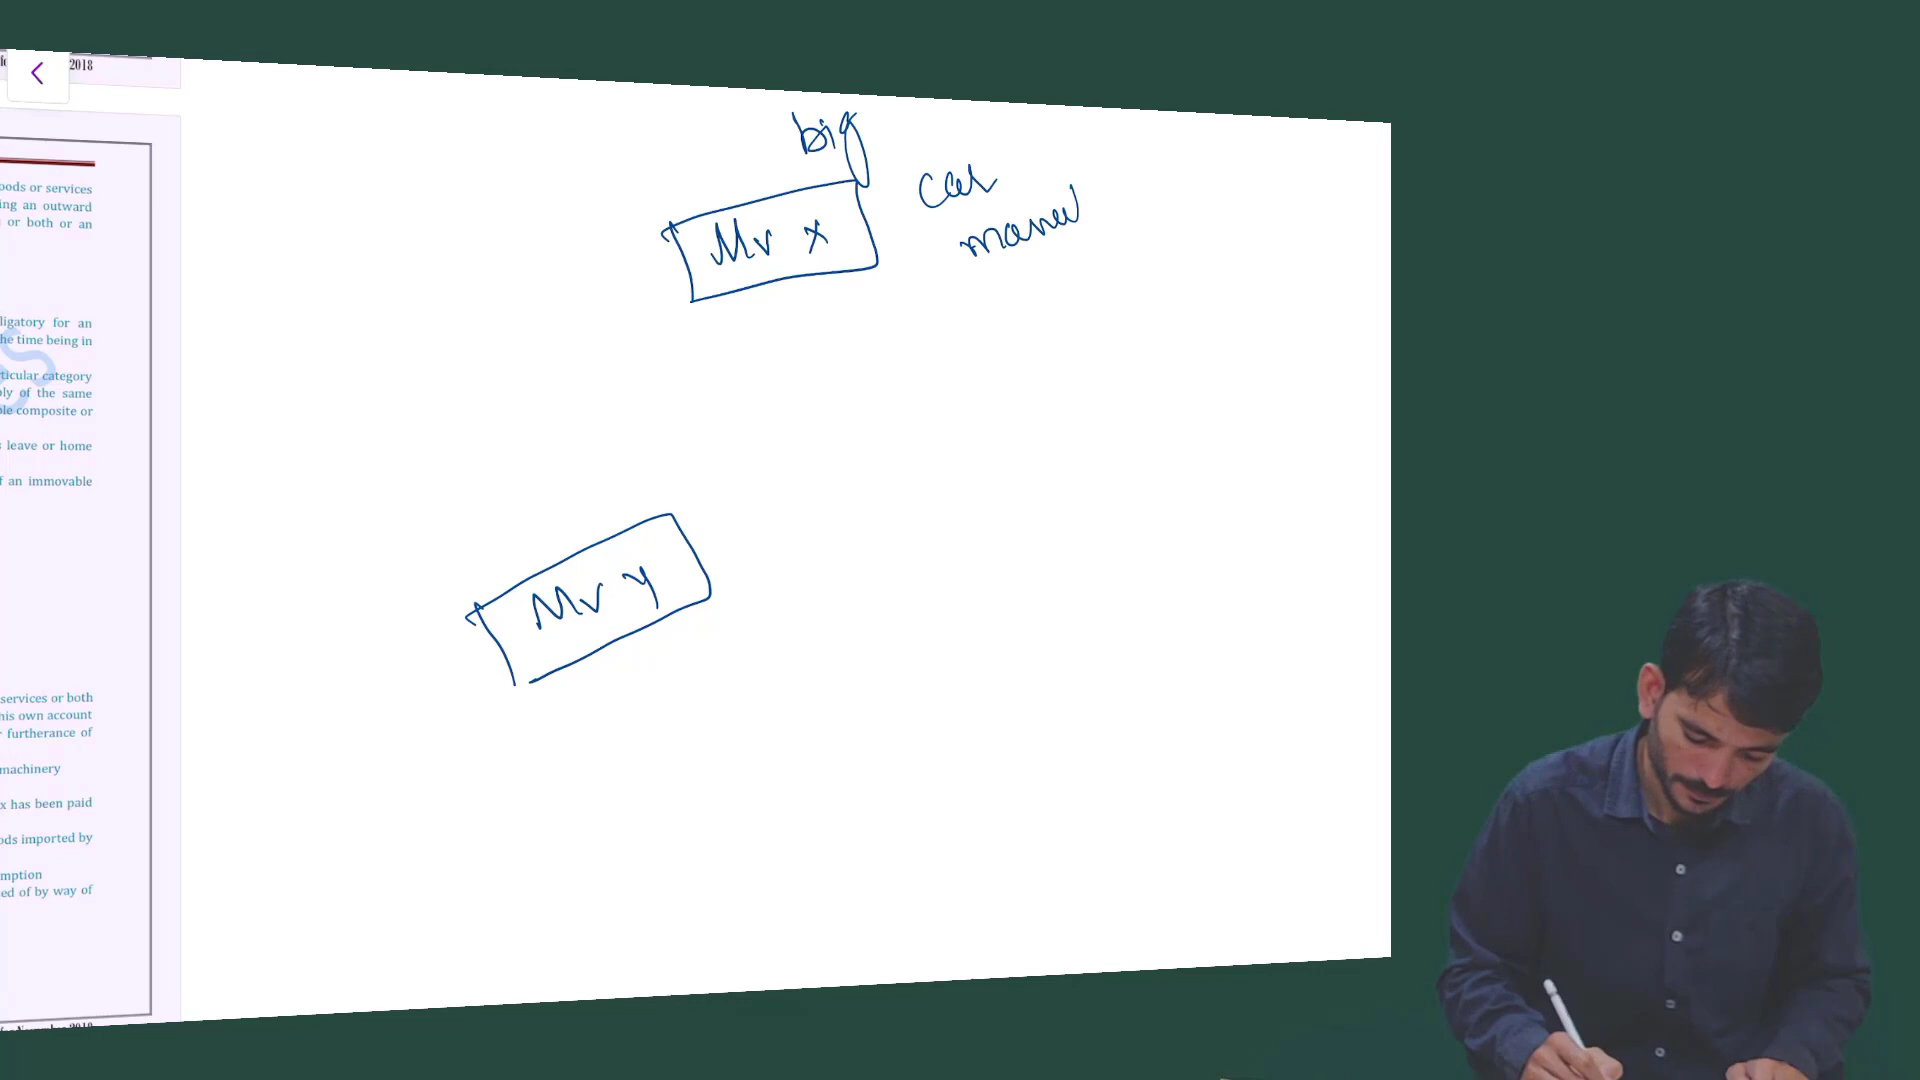 2018
big
car
manu
Mr x
oods or services
ing an outward
or both or an
ligatory for an
he time being in
ticular category
ply of the same
ble composite or
s leave or home
f an immovable
Mr y
services or both
his own account
furtherance of
machinery
x has been paid
ods imported by
mption
ed of by way of